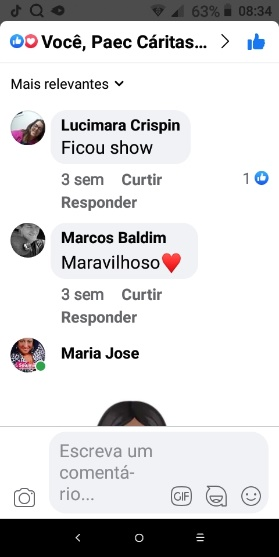 63% 08:34
Você, Paec Cáritas...
Mais relevantes
Lucimara Crispin
Ficou show
3 sem Curtir 1
Responder
Marcos Baldim
Maravilhoso❤️
3 sem Curtir
Responder
Maria Jose
Escreva um
comentá-
rio...
GIF